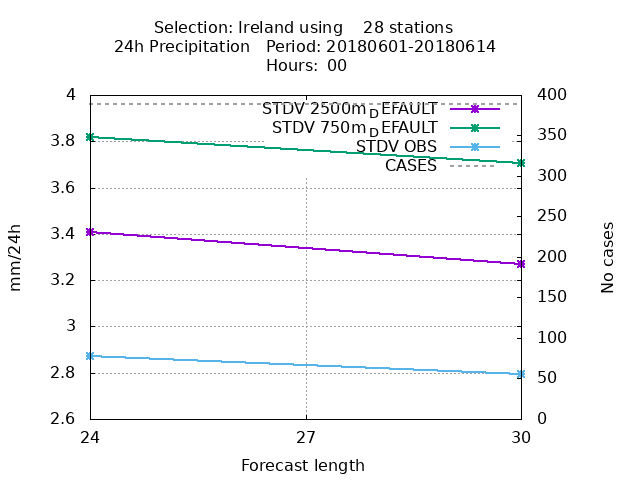 Selection: Ireland using    28 stations
24h Precipitation   Period: 20180601-20180614
Hours:  00
4
3.8
3.6
3.4
3.2
3
2.8
2.6
mm/24h
STDV 2500m_DEFAULT
STDV 750m_DEFAULT
STDV OBS
CASES
400
350
300
250
200
150
100
50
0
No cases
24
27
30
Forecast length